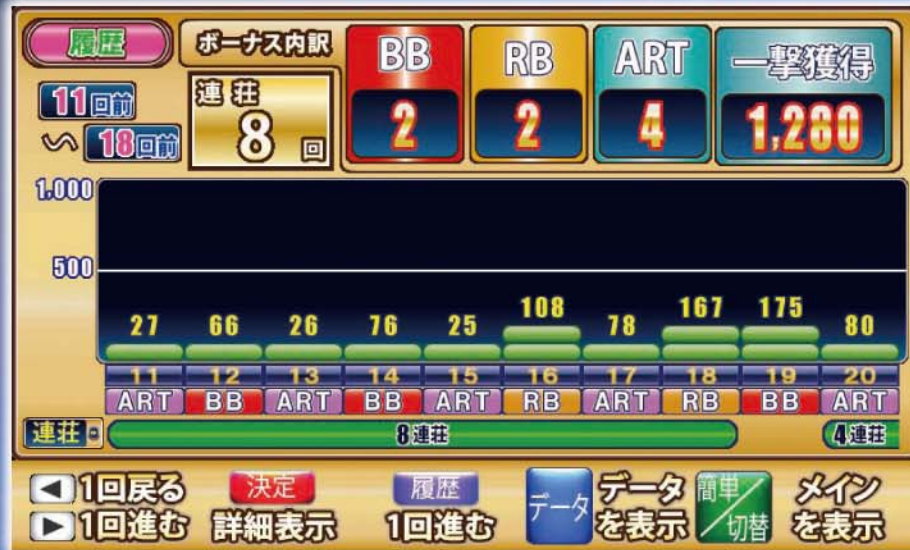 履歴
ボーナス内訳
BB
RB
ART
一撃獲得
11回前
〜18回前
連荘
8回
2
2
4
1,280
1,000
500
27 66 26 76 25 108 78 167 175 80
11 12 13 14 15 16 17 18 19 20
ART BB ART BB ART RB ART RB BB ART
連荘
8連荘
4連荘
◀1回戻る
▶1回進む
決定
詳細表示
履歴
1回進む
データ
データ
を表示
簡単/切替
メイン
を表示